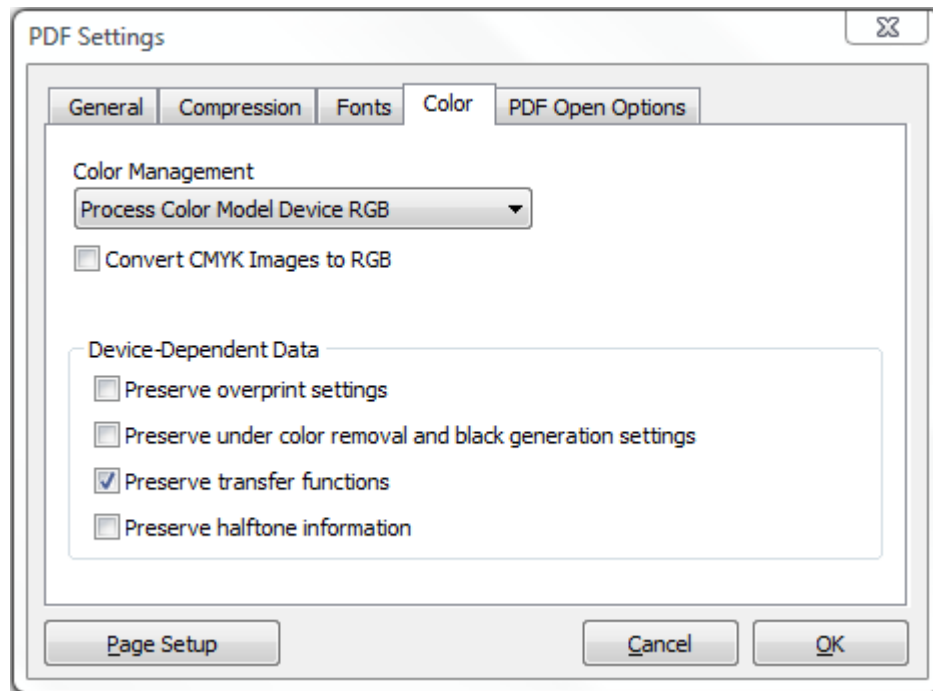 PDF Settings
General Compression Fonts Color PDF Open Options
Color Management
Process Color Model Device RGB
Convert CMYK Images to RGB
Device-Dependent Data
Preserve overprint settings
Preserve under color removal and black generation settings
Preserve transfer functions
Preserve halftone information
Page Setup Cancel OK